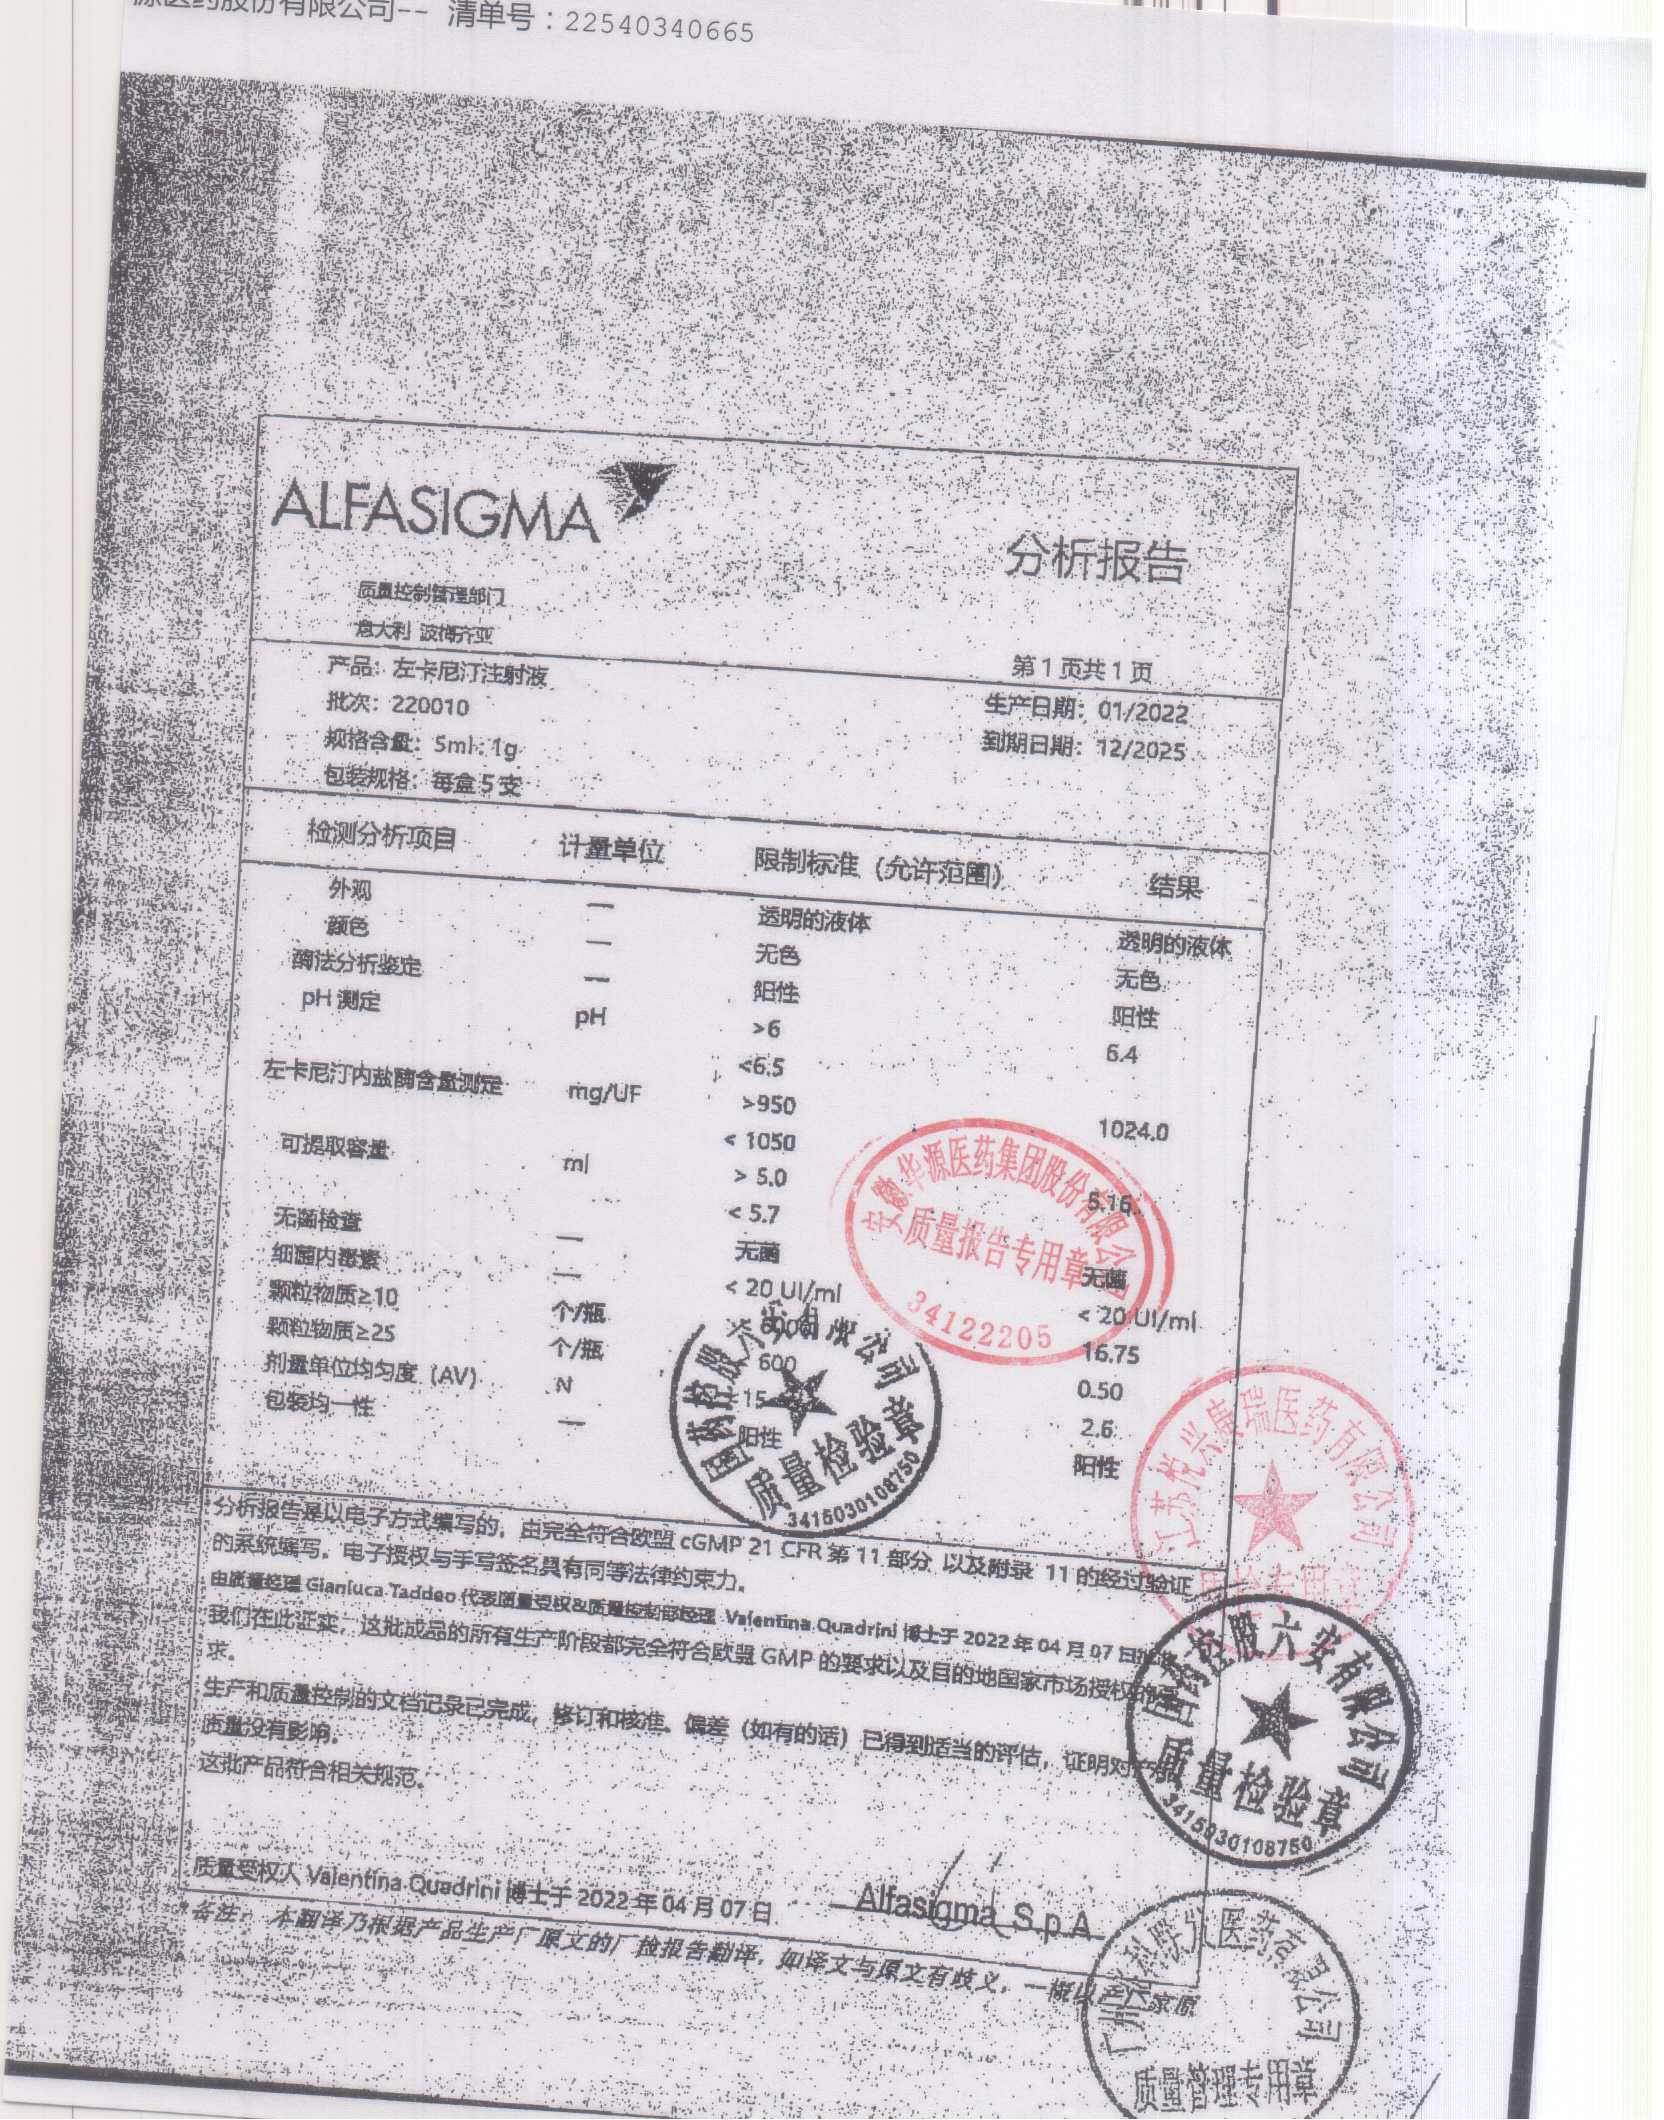 源医药股份有限公司-- 清单号：22540340665
ALFASIGMA
分析报告
质量控制管理部门
意大利 波梅齐亚
第 1 页共 1 页
产品：左卡尼汀注射液
批次：220010 生产日期：01/2022
规格含量：5ml : 1g 到期日期：12/2025
包装规格：每盒 5 支
检测分析项目 计量单位 限制标准（允许范围） 结果
外观 — 透明的液体 透明的液体
颜色 — 无色 无色
酶法分析鉴定 — 阳性 阳性
pH 测定 pH >6 6.4
<6.5
左卡尼汀内盐酶含量测定 mg/UF >950 1024.0
< 1050
可提取容量 ml > 5.0 5.16
< 5.7
无菌检查 — 无菌 无菌
细菌内毒素 — < 20 UI/ml < 20 UI/ml
颗粒物质≥10 个/瓶 16.75
颗粒物质≥25 个/瓶 600 0.50
剂量单位均匀度（AV） N 15 2.6
包装均一性 — 阳性 阳性
安徽华源医药集团股份有限公司
质量报告专用章
34122205
国药控股六安有限公司
质量检验章
3415030108750
江苏悦兴康瑞医药有限公司
质检专用章
分析报告是以电子方式编写的，由完全符合欧盟 cGMP 21 CFR 第 11 部分 以及附录 11 的经过验证
的系统编写。电子授权与手写签名具有同等法律约束力。
由质量经理 Gianluca Taddeo 代表质量受权&质量控制部经理 Valentina Quadrini 博士于 2022 年 04 月 07 日
我们在此证实，这批成品的所有生产阶段都完全符合欧盟 GMP 的要求以及目的地国家市场授权的
求。
生产和质量控制的文档记录已完成，修订和核准。偏差（如有的话）已得到适当的评估，证明对
质量没有影响。
这批产品符合相关规范。
国药控股六安有限公司
质量检验章
3415030108750
质量受权人 Valentina Quadrini 博士于 2022 年 04 月 07 日 Alfasigma S.p.A
备注： 本翻译乃根据产品生产厂原文的厂检报告翻译，如译文与原文有歧义，一概以 厂家原
医药有限公司
质量管理专用章